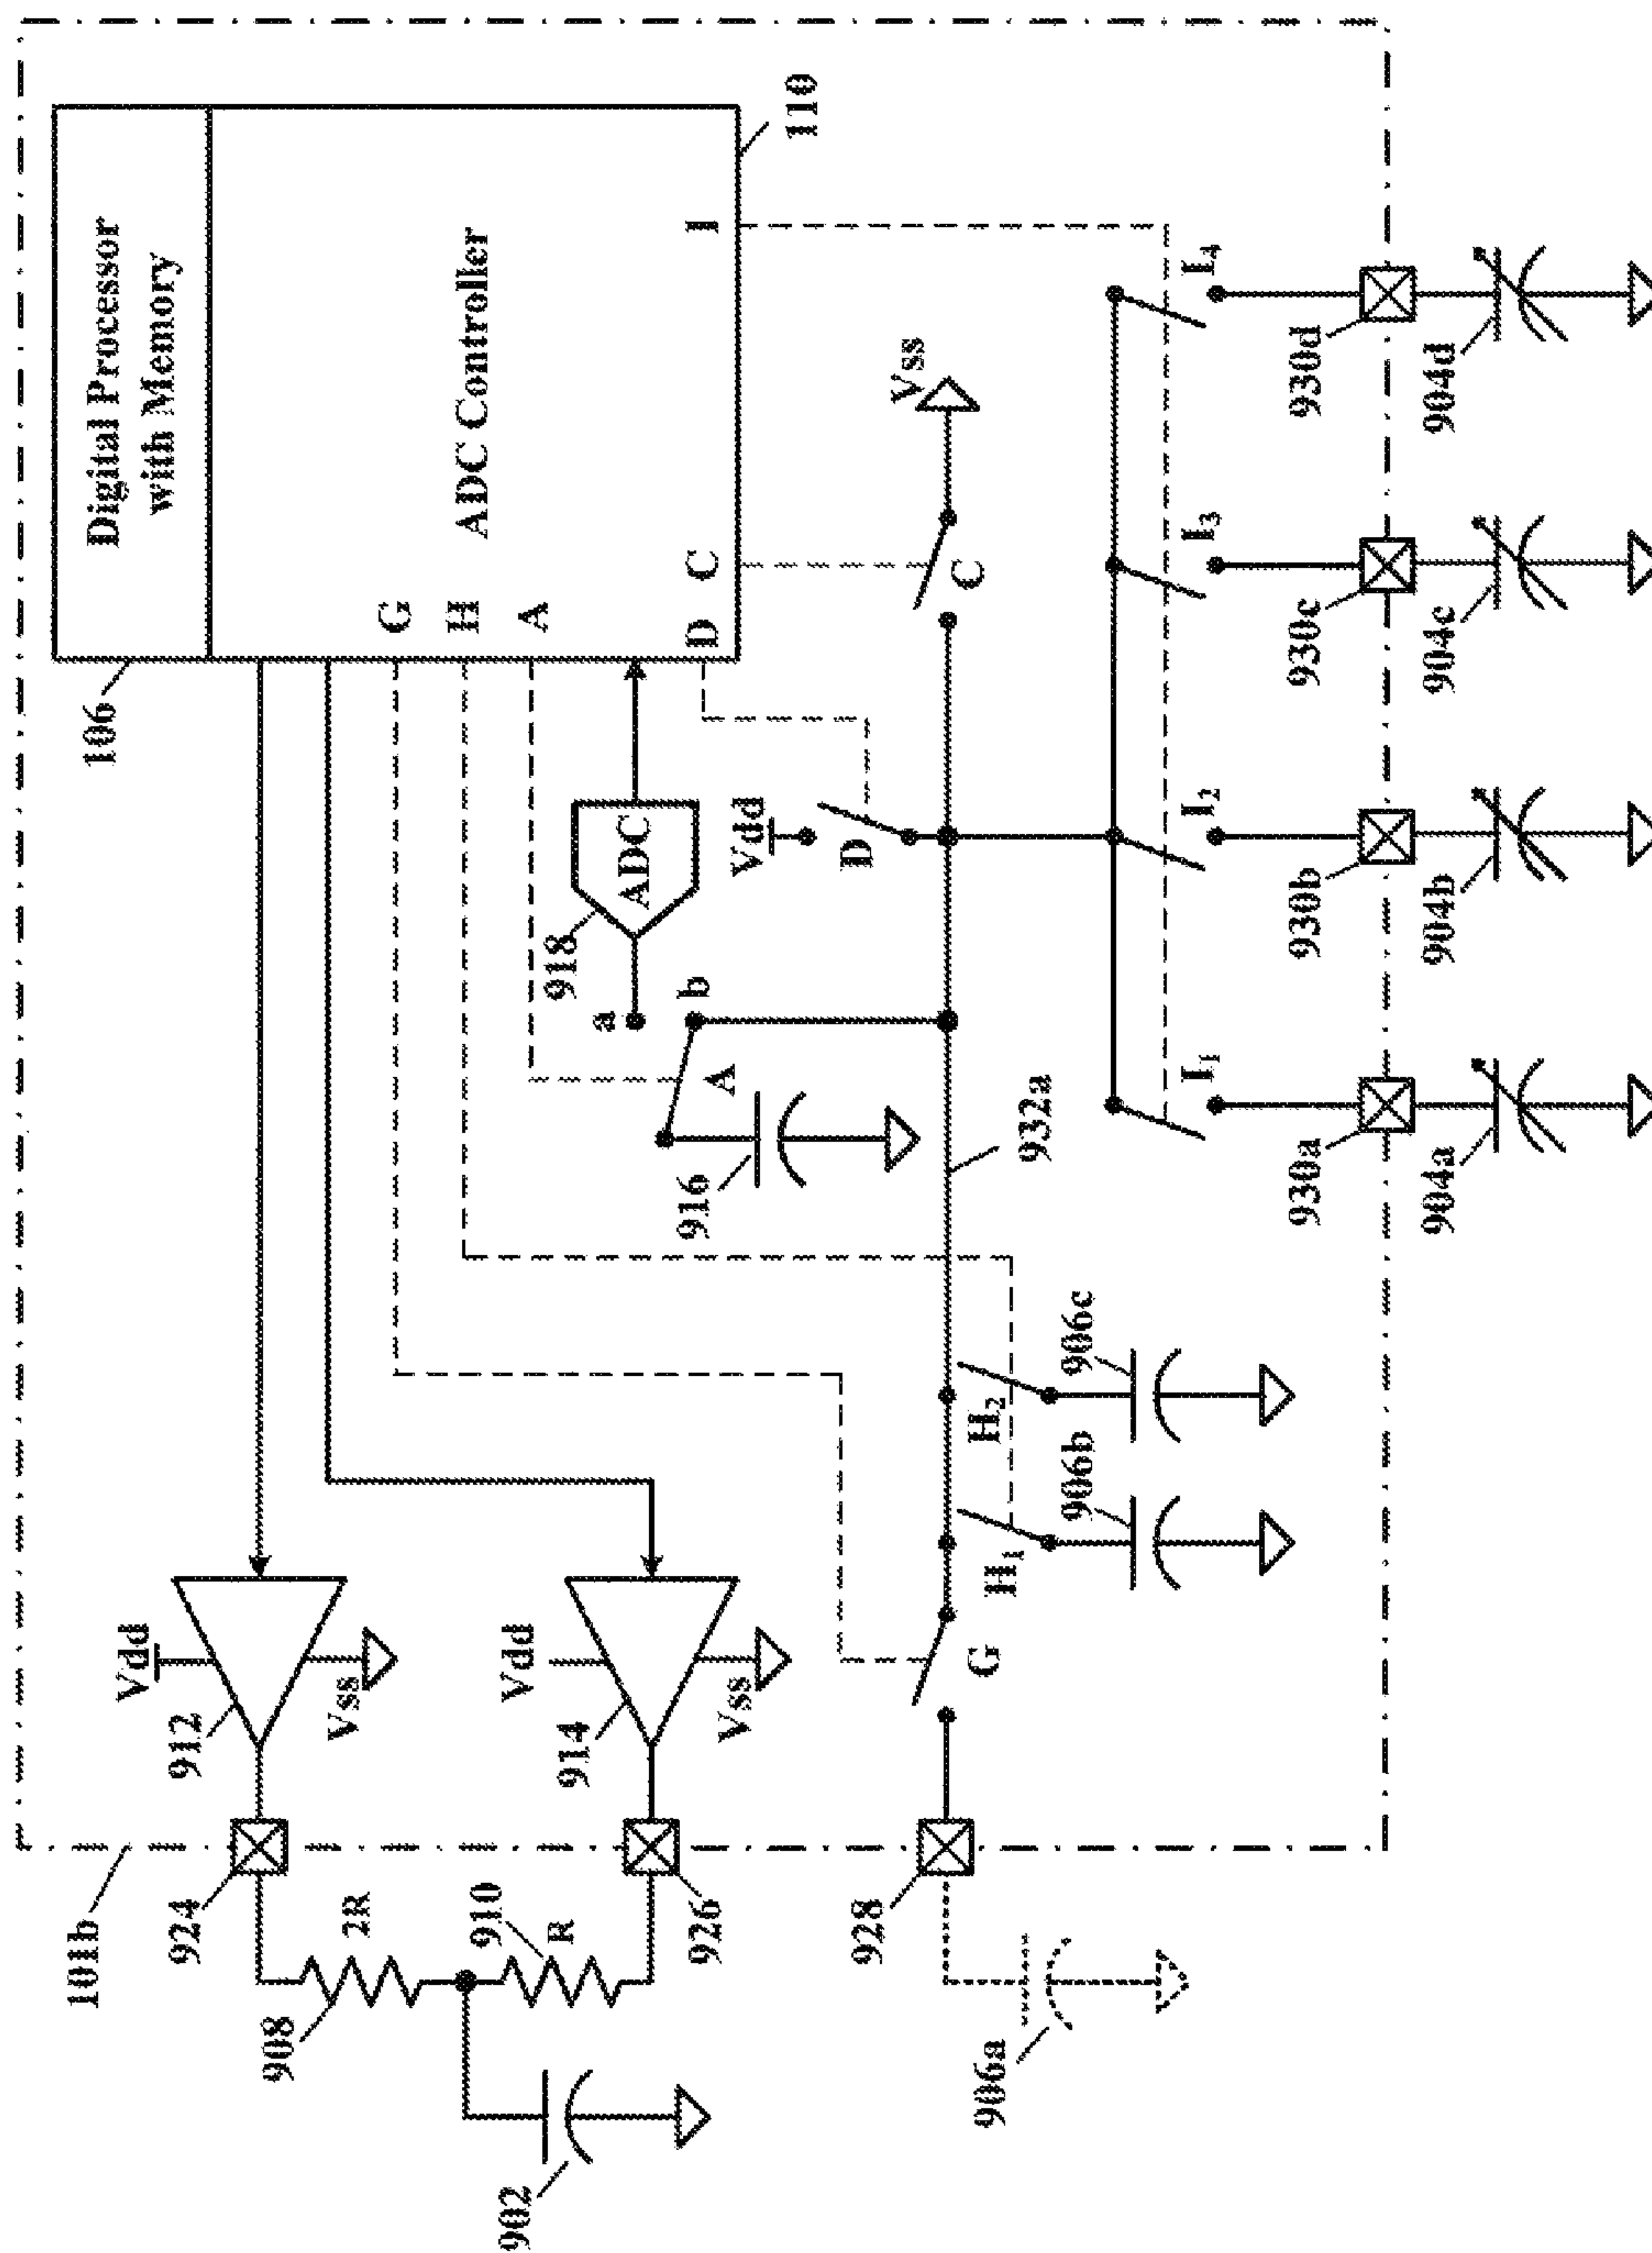 Digital Processor
with Memory
106
ADC Controller
110
G
H
A
D
C
I
101b
924
912
Vdd
Vss
908
2R
910
R
902
926
914
Vdd
Vss
918
ADC
a
b
A
916
Vdd
D
C
Vss
932a
928
G
H1
H2
906a
906b
906c
I1
I2
I3
I4
930a
930b
930c
930d
904a
904b
904c
904d